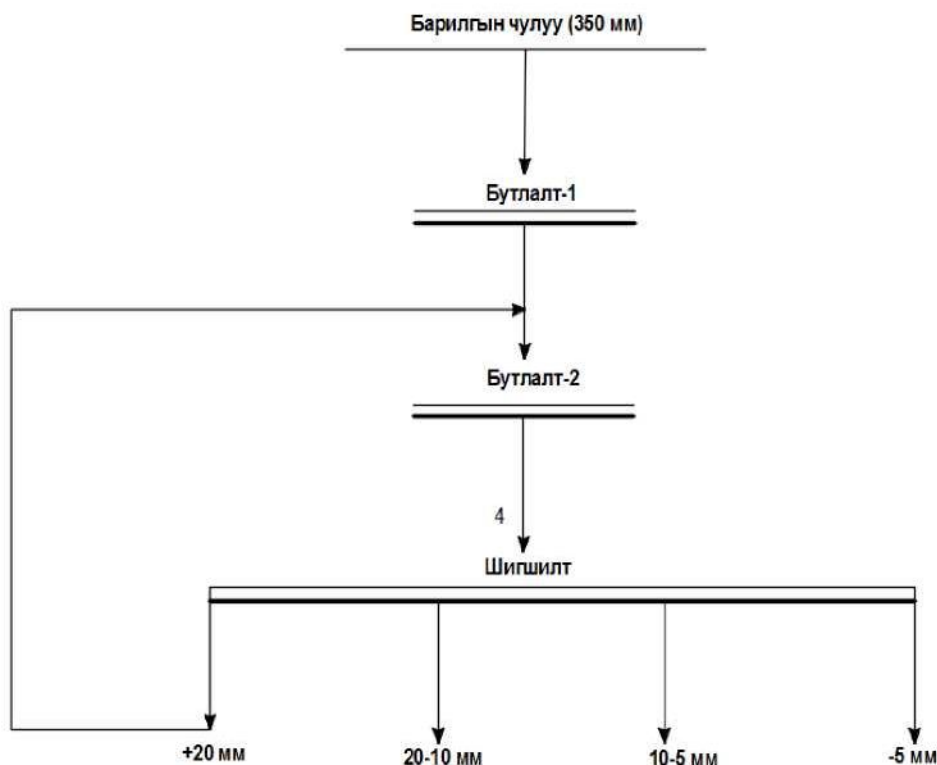 Барилгын чулуу (350 мм)
Бутлалт-1
Бутлалт-2
4
Шигшилт
+20 мм
20-10 мм
10-5 мм
-5 мм